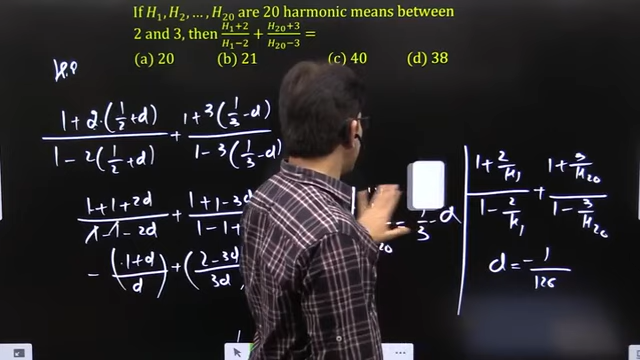 If H₁, H₂, ..., H₂₀ are 20 harmonic means between
2 and 3, then (H₁+2)/(H₁−2) + (H₂₀+3)/(H₂₀−3) =
(a) 20 (b) 21 (c) 40 (d) 38
H.P
(1+2·(1/2+d))/(1−2(1/2+d)) + (1+3(1/3−d))/(1−3(1/3−d))
(1+1+2d)/(1−1−2d) + (1+1−3d)/(1−1+
−((1+d)/d) + ((2−3d)/3d)
20 = 1/3 − d
(1+2/H₁)/(1−2/H₁) + (1+3/H₂₀)/(1−3/H₂₀)
d = −1/126